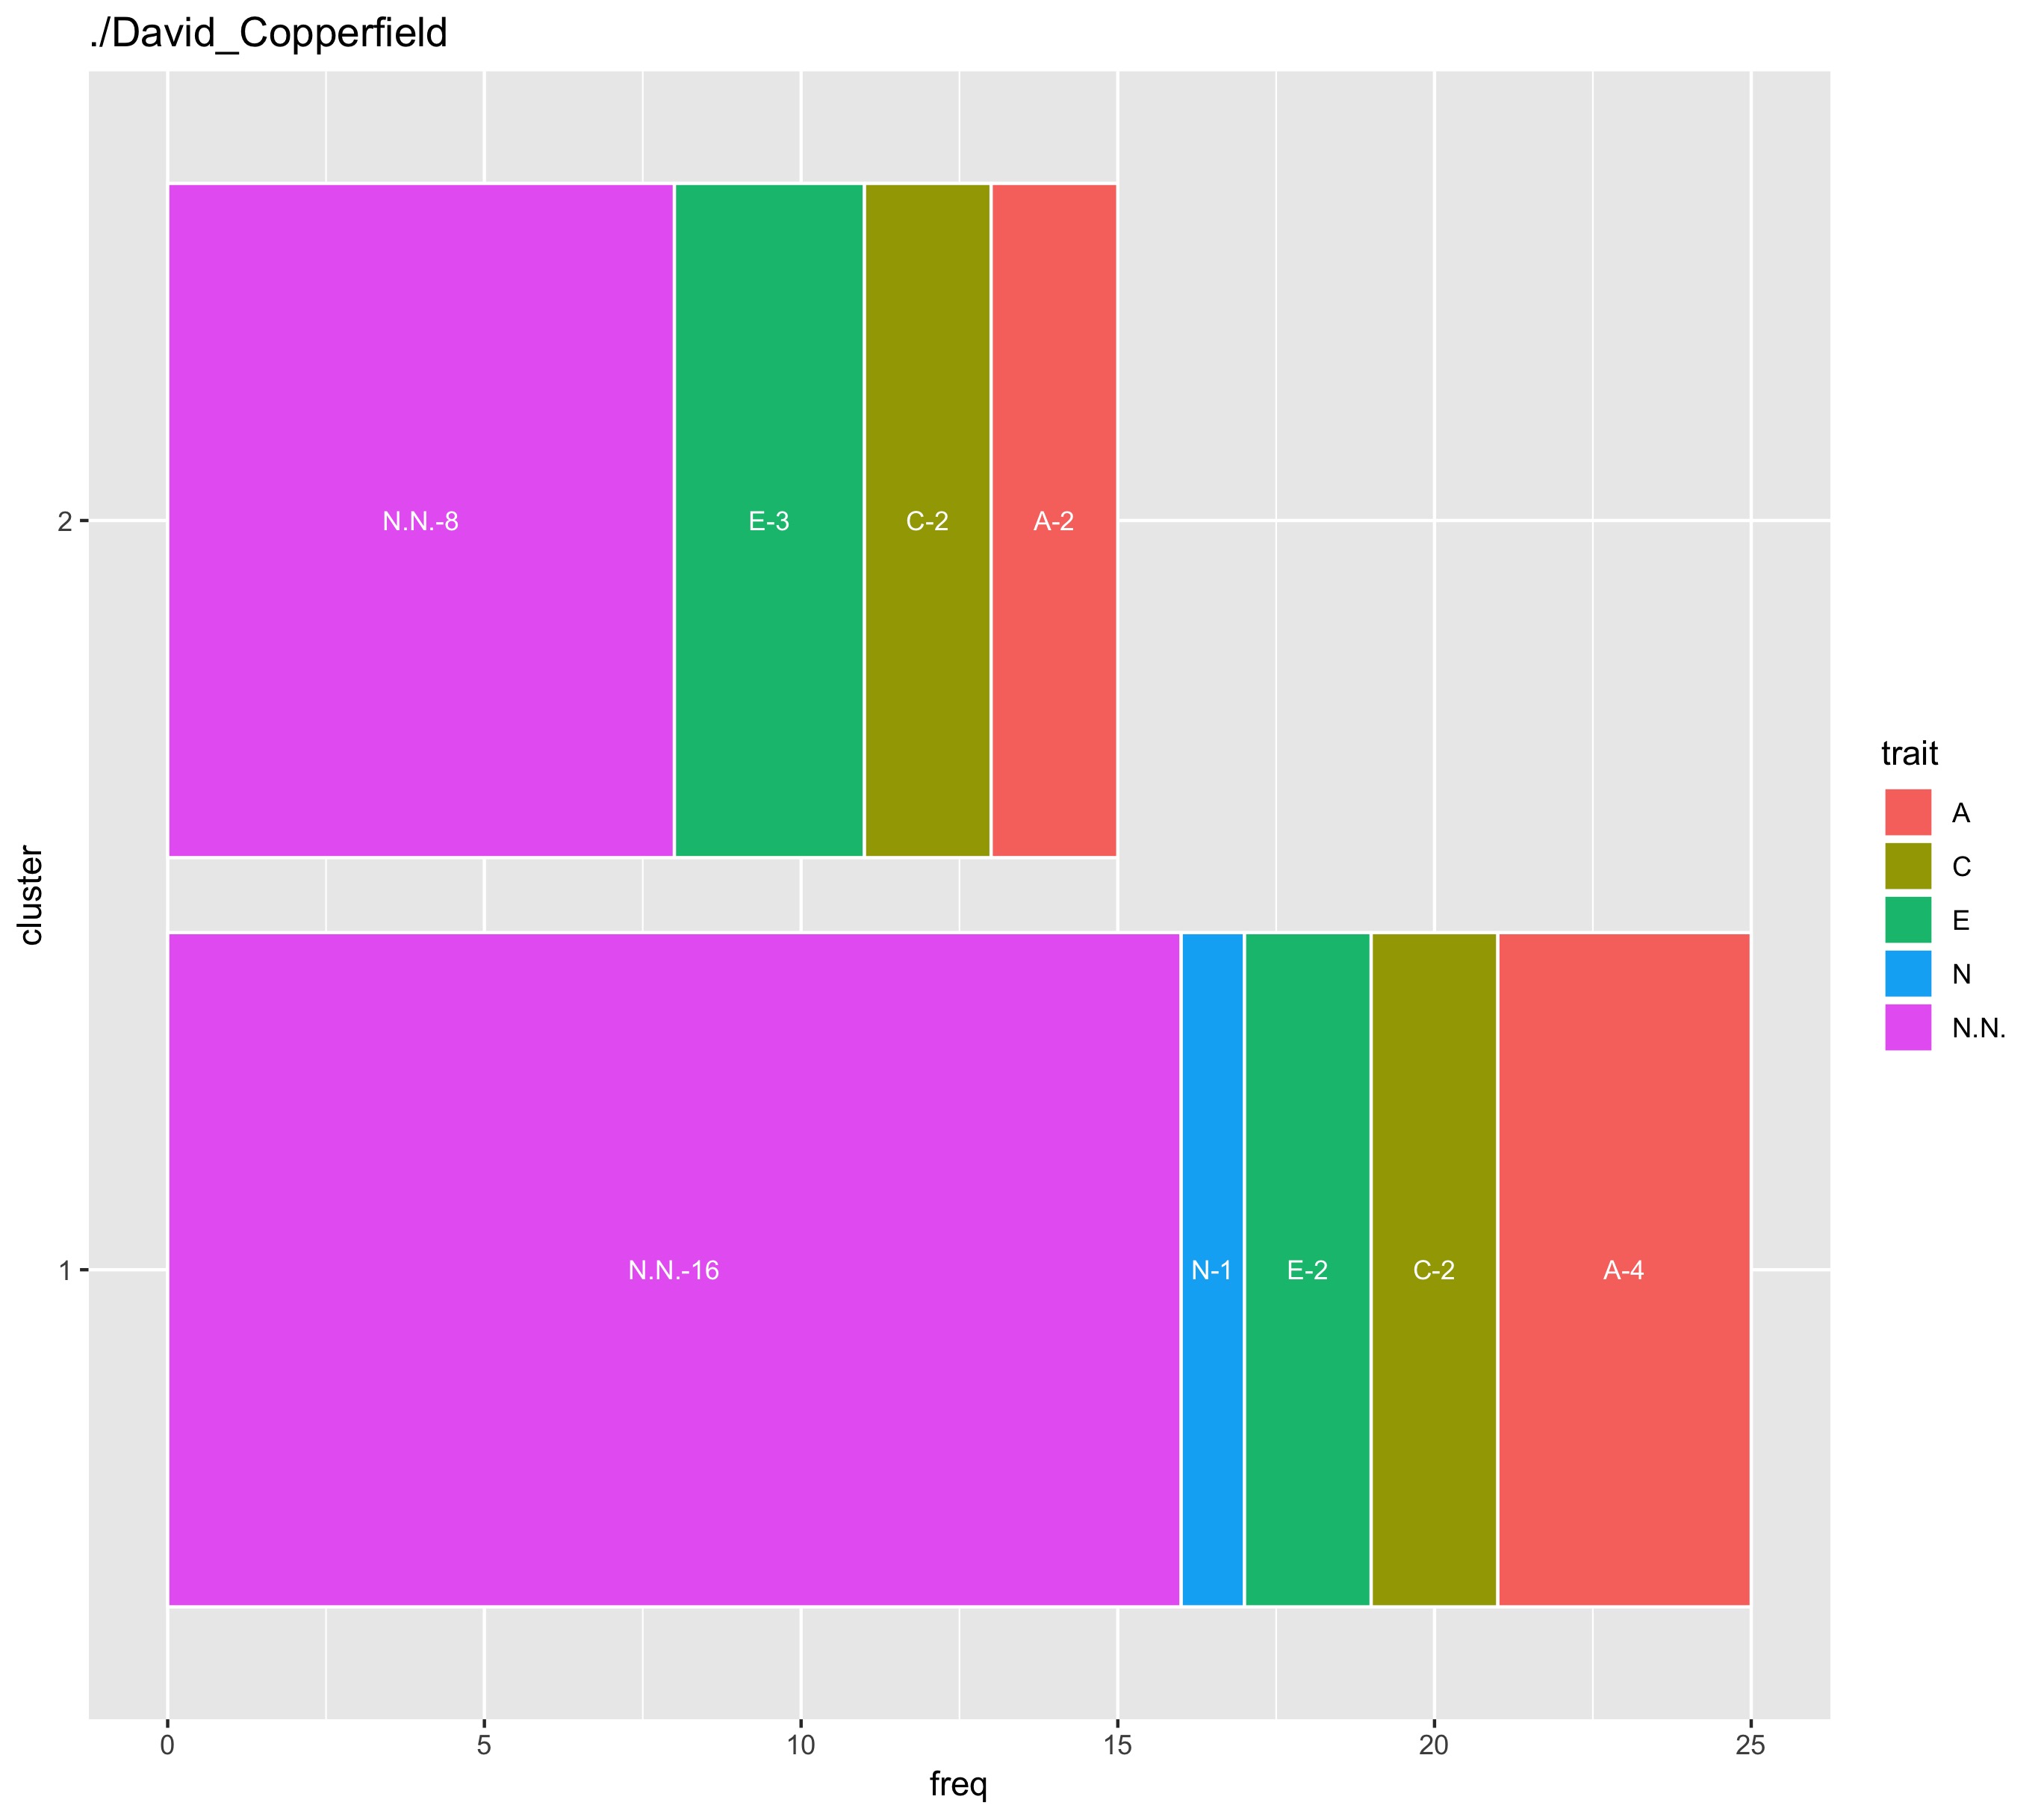 ./David_Copperfield
cluster
2
N.N.-8 E-3 C-2 A-2
1
N.N.-16 N-1 E-2 C-2 A-4
0 5 10 15 20 25
freq
trait
A
C
E
N
N.N.